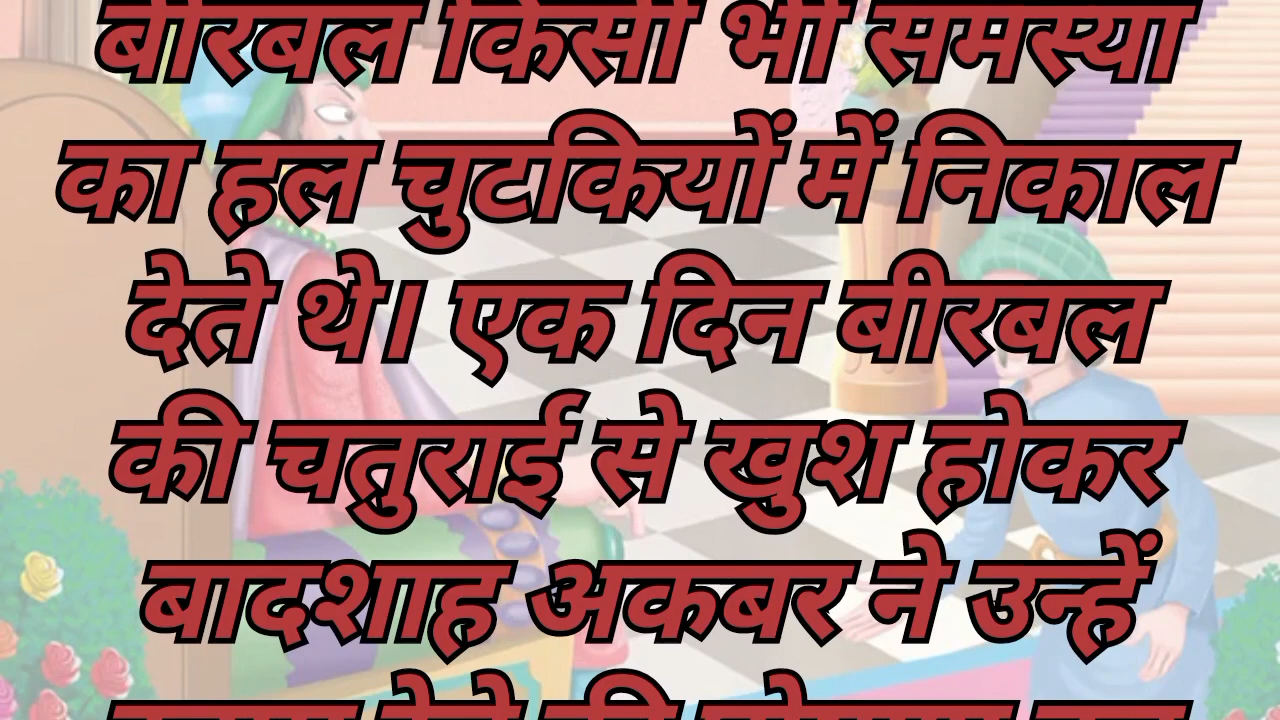 बीरबल किसी भी समस्या
का हल चुटकियों में निकाल
देते थे। एक दिन बीरबल
की चतुराई से खुश होकर
बादशाह अकबर ने उन्हें